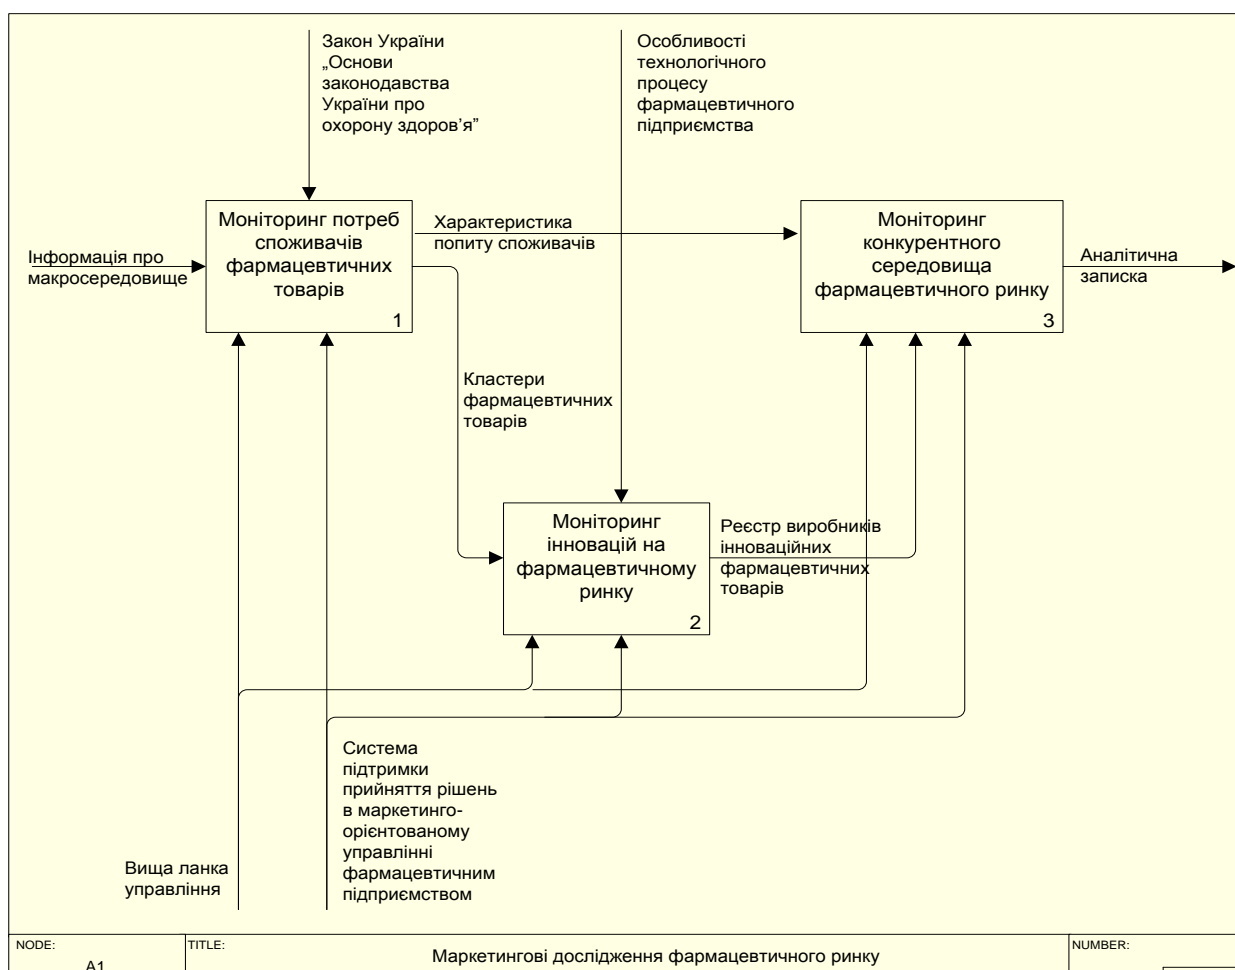 Закон України
„Основи
законодавства
України про
охорону здоров’я”
Особливості
технологічного
процесу
фармацевтичного
підприємства
Інформація про
макросередовище
Моніторинг потреб
споживачів
фармацевтичних
товарів
1
Характеристика
попиту споживачів
Моніторинг
конкурентного
середовища
фармацевтичного ринку
3
Аналітична
записка
Кластери
фармацевтичних
товарів
Моніторинг
інновацій на
фармацевтичному
ринку
2
Реєстр виробників
інноваційних
фармацевтичних
товарів
Система
підтримки
прийняття рішень
в маркетинго-
орієнтованому
управлінні
фармацевтичним
підприємством
Вища ланка
управління
NODE:
A1
TITLE:
Маркетингові дослідження фармацевтичного ринку
NUMBER: